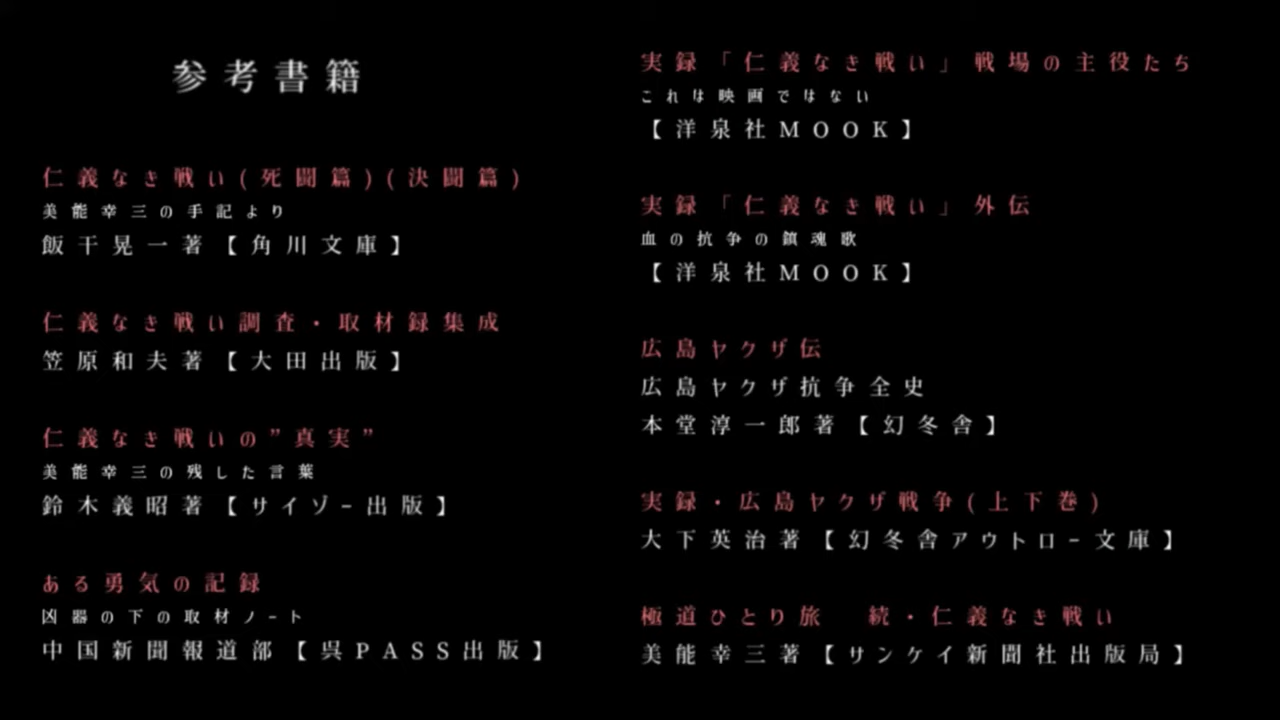 参考書籍
仁義なき戦い(死闘篇)(決闘篇)
美能幸三の手記より
飯干晃一著【角川文庫】
仁義なき戦い調査・取材録集成
笠原和夫著【大田出版】
仁義なき戦いの”真実”
美能幸三の残した言葉
鈴木義昭著【サイゾー出版】
ある勇気の記録
凶器の下の取材ノート
中国新聞報道部【呉PASS出版】
実録「仁義なき戦い」戦場の主役たち
これは映画ではない
【洋泉社MOOK】
実録「仁義なき戦い」外伝
血の抗争の鎮魂歌
【洋泉社MOOK】
広島ヤクザ伝
広島ヤクザ抗争全史
本堂淳一郎著【幻冬舎】
実録・広島ヤクザ戦争(上下巻)
大下英治著【幻冬舎アウトロー文庫】
極道ひとり旅　続・仁義なき戦い
美能幸三著【サンケイ新聞社出版局】